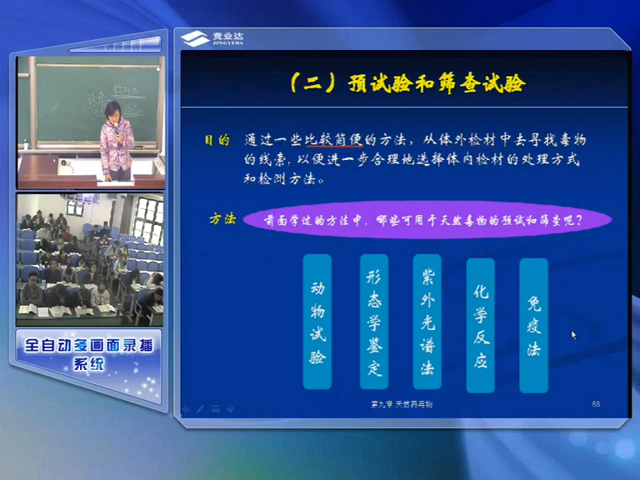 竞业达
JINGYEDA
（二）预试验和筛查试验
目的
通过一些比较简便的方法，从体外检材中去寻找毒物
的线索，以便进一步合理地选择体内检材的处理方式
和检测方法。
方法
前面学过的方法中，哪些可用于天然毒物的预试和筛查呢？
动物试验
形态学鉴定
紫外光谱法
化学反应
免疫法
第九章 天然药毒物
58
全自动多画面录播
系统